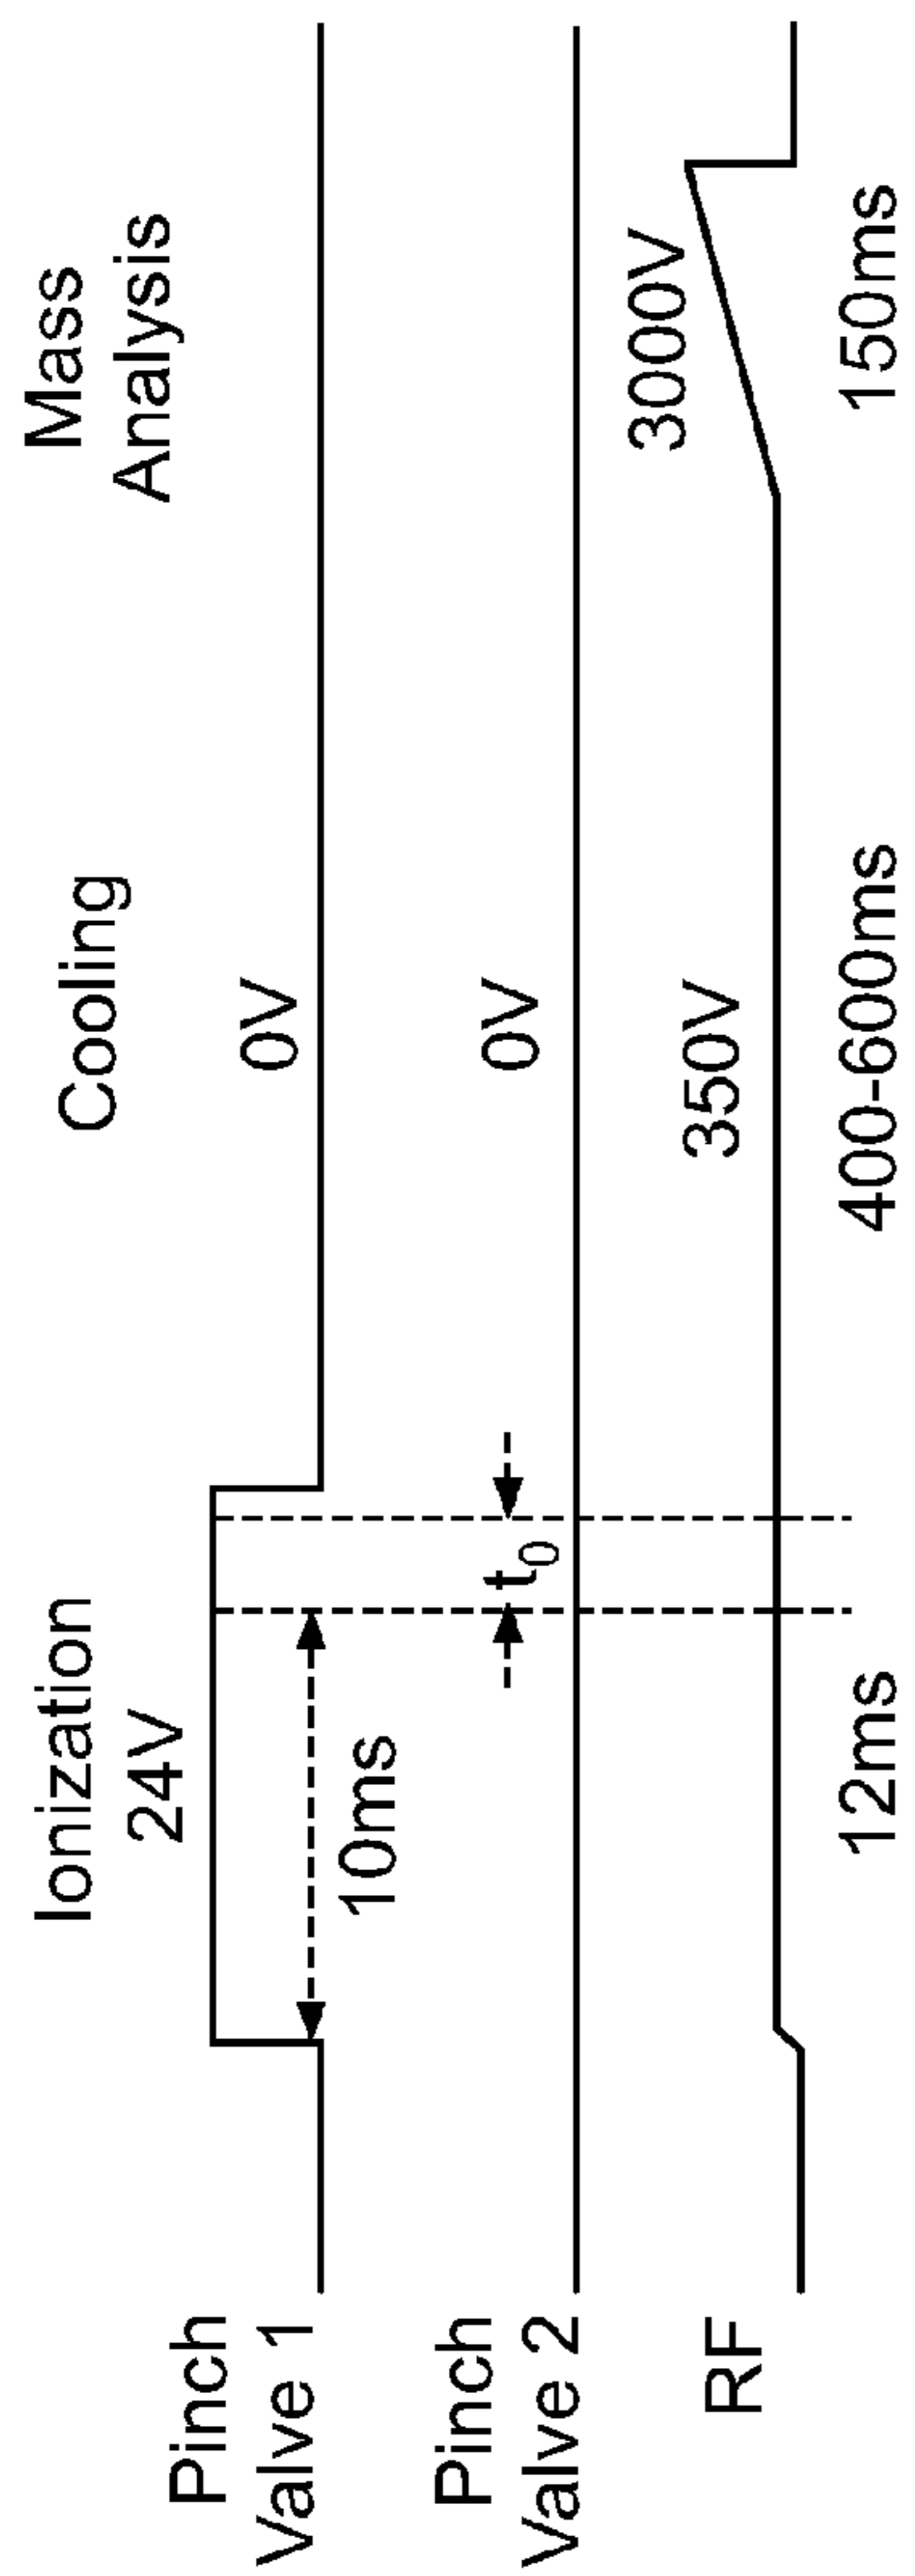 Ionization
Cooling
Mass
Analysis
Pinch
Valve 1
24V
0V
10ms
Pinch
Valve 2
t0
0V
RF
350V
3000V
12ms
400-600ms
150ms